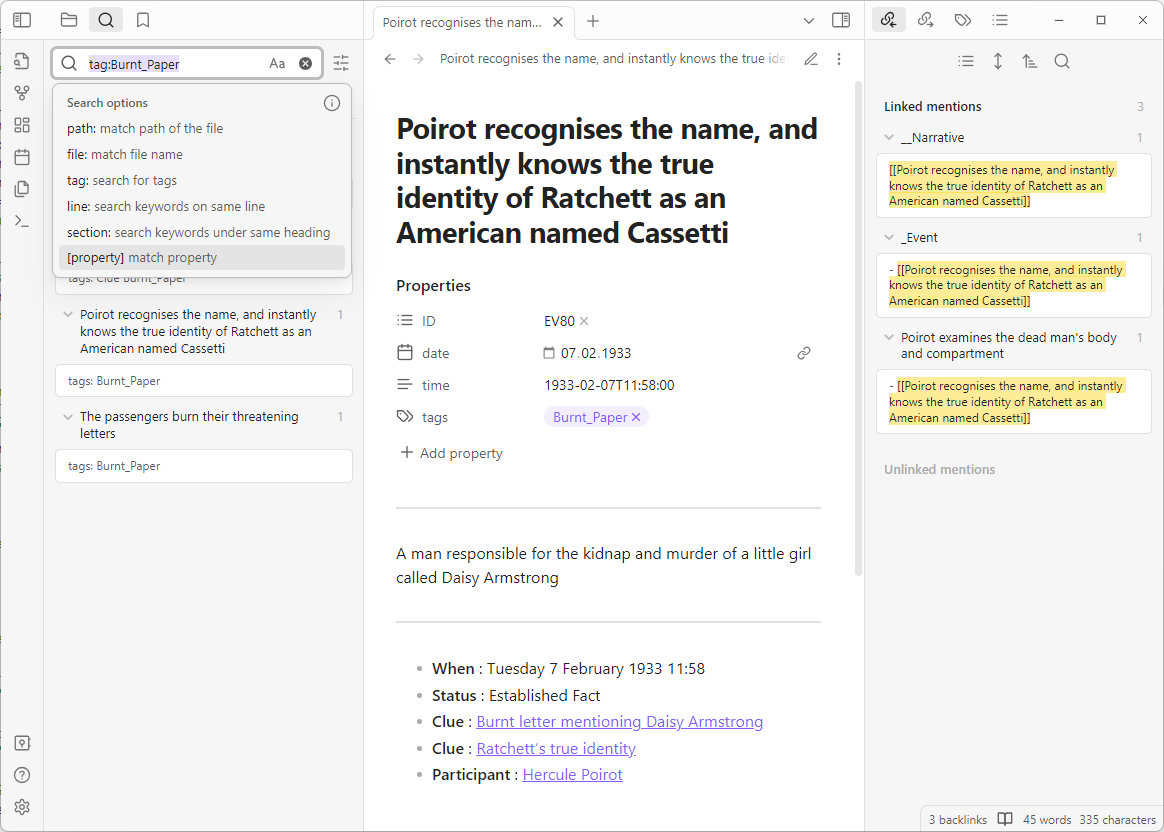 Poirot recognises the nam...
tag:Burnt_Paper
Aa
Search options
path: match path of the file
file: match file name
tag: search for tags
line: search keywords on same line
section: search keywords under same heading
[property] match property
tags: Clue Burnt_Paper
Poirot recognises the name, and instantly
knows the true identity of Ratchett as an
American named Cassetti
1
tags: Burnt_Paper
The passengers burn their threatening
letters
1
tags: Burnt_Paper
Poirot recognises the name, and instantly knows the true ide
Poirot recognises the name, and
instantly knows the true
identity of Ratchett as an
American named Cassetti
Properties
ID EV80
date 07.02.1933
time 1933-02-07T11:58:00
tags Burnt_Paper
Add property
A man responsible for the kidnap and murder of a little girl
called Daisy Armstrong
When : Tuesday 7 February 1933 11:58
Status : Established Fact
Clue : Burnt letter mentioning Daisy Armstrong
Clue : Ratchett's true identity
Participant : Hercule Poirot
Linked mentions 3
__Narrative 1
[[Poirot recognises the name, and instantly
knows the true identity of Ratchett as an
American named Cassetti]]
_Event 1
- [[Poirot recognises the name, and instantly
knows the true identity of Ratchett as an
American named Cassetti]]
Poirot examines the dead man's body
and compartment
1
- [[Poirot recognises the name, and instantly
knows the true identity of Ratchett as an
American named Cassetti]]
Unlinked mentions
3 backlinks 45 words 335 characters